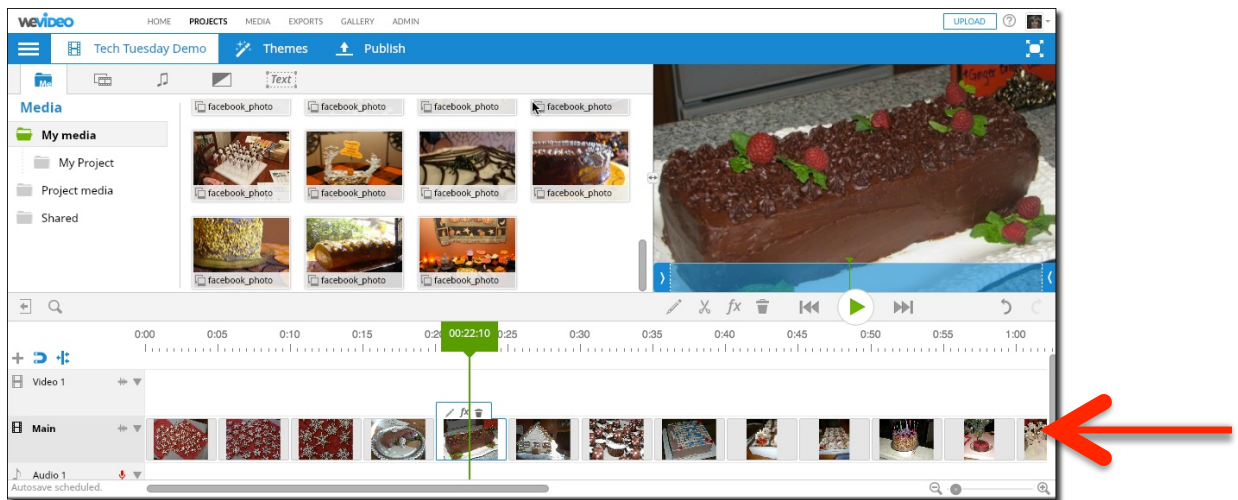 WeVIDEO HOME PROJECTS MEDIA EXPORTS GALLERY ADMIN UPLOAD ?
Tech Tuesday Demo Themes Publish
Text
Media
My media
My Project
Project media
Shared
facebook_photo facebook_photo facebook_photo facebook_photo
facebook_photo facebook_photo facebook_photo facebook_photo
facebook_photo facebook_photo facebook_photo
fx
0:00 0:05 0:10 0:15 00:22:10 0:25 0:30 0:35 0:40 0:45 0:50 0:55 1:00
Video 1
fx
Main
Audio 1
Autosave scheduled.